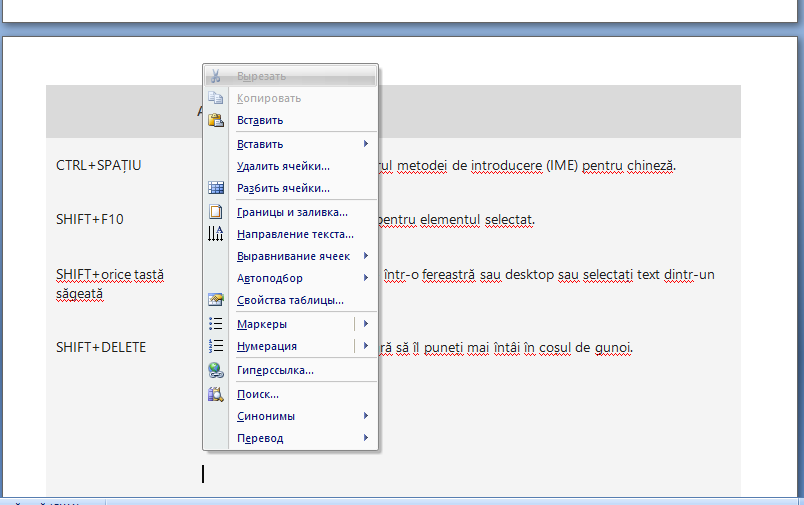 Вырезать
Копировать
Вставить
Вставить
Удалить ячейки...
Разбить ячейки...
Границы и заливка...
Направление текста...
Выравнивание ячеек
Автоподбор
Свойства таблицы...
Маркеры
Нумерация
Гиперссылка...
Поиск...
Синонимы
Перевод
CTRL+SPAȚIU
metodei de introducere (IME) pentru chineză.
SHIFT+F10
pentru elementul selectat.
SHIFT+orice tastă
săgeată
într-o fereastră sau desktop sau selectați text dintr-un
SHIFT+DELETE
să îl puneți mai întâi în coșul de gunoi.